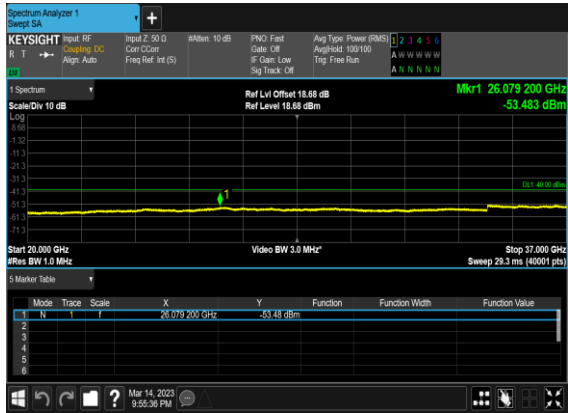 Spectrum Analyzer 1
Swept SA
+
KEYSIGHT Input: RF Input Z: 50 Ω #Atten: 10 dB PNO: Fast Avg Type: Power (RMS) 1 2 3 4 5 6
R T Coupling: DC Corr CCorr Gate: Off Avg|Hold: 100/100 A W W W W W
Align: Auto Freq Ref: Int (S) IF Gain: Low Trig: Free Run
Sig Track: Off A N N N N N
1 Spectrum Ref Lvl Offset 18.68 dB Mkr1 26.079 200 GHz
Scale/Div 10 dB Ref Level 18.68 dBm -53.483 dBm
Log
8.68
-1.32
-11.3
-21.3
-31.3
DL1 -40.00 dBm
-41.3
1
-51.3
-61.3
-71.3
Start 20.000 GHz Video BW 3.0 MHz* Stop 37.000 GHz
#Res BW 1.0 MHz Sweep 29.3 ms (40001 pts)
5 Marker Table
Mode Trace Scale X Y Function Function Width Function Value
1 N 1 f 26.079 200 GHz -53.48 dBm
2
3
4
5
6
? Mar 14, 2023
9:55:36 PM